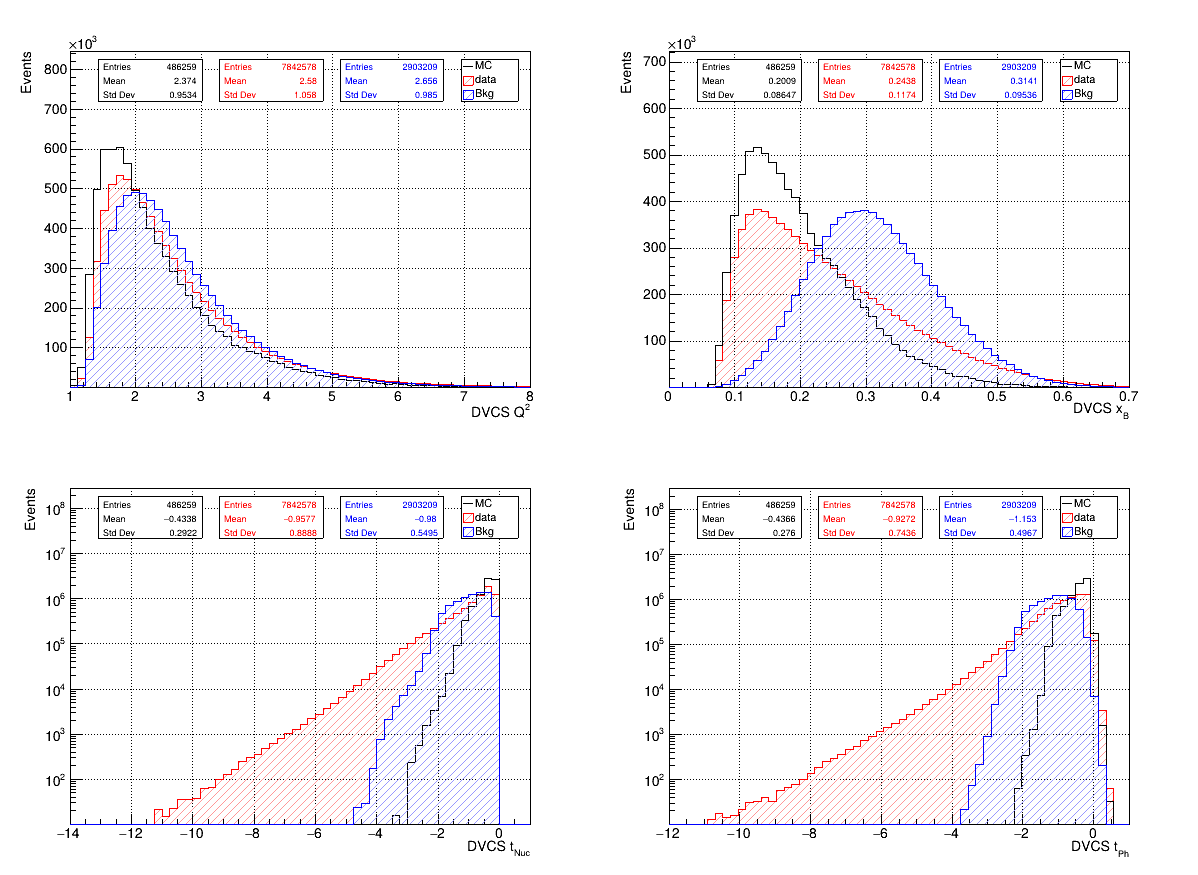 ×10³
Events
Entries 486259
Mean 2.374
Std Dev 0.9534
Entries 7842578
Mean 2.58
Std Dev 1.058
Entries 2903209
Mean 2.656
Std Dev 0.985
MC
data
Bkg
800
700
600
500
400
300
200
100
1 2 3 4 5 6 7 8
DVCS Q²
×10³
Events
Entries 486259
Mean 0.2009
Std Dev 0.08647
Entries 7842578
Mean 0.2438
Std Dev 0.1174
Entries 2903209
Mean 0.3141
Std Dev 0.09536
MC
data
Bkg
700
600
500
400
300
200
100
0 0.1 0.2 0.3 0.4 0.5 0.6 0.7
DVCS x_B
Events
Entries 486259
Mean −0.4338
Std Dev 0.2922
Entries 7842578
Mean −0.9577
Std Dev 0.8888
Entries 2903209
Mean −0.98
Std Dev 0.5495
MC
data
Bkg
10⁸
10⁷
10⁶
10⁵
10⁴
10³
10²
−14 −12 −10 −8 −6 −4 −2 0
DVCS t_Nuc
Events
Entries 486259
Mean −0.4366
Std Dev 0.276
Entries 7842578
Mean −0.9272
Std Dev 0.7436
Entries 2903209
Mean −1.153
Std Dev 0.4967
MC
data
Bkg
10⁸
10⁷
10⁶
10⁵
10⁴
10³
10²
−12 −10 −8 −6 −4 −2 0
DVCS t_Ph